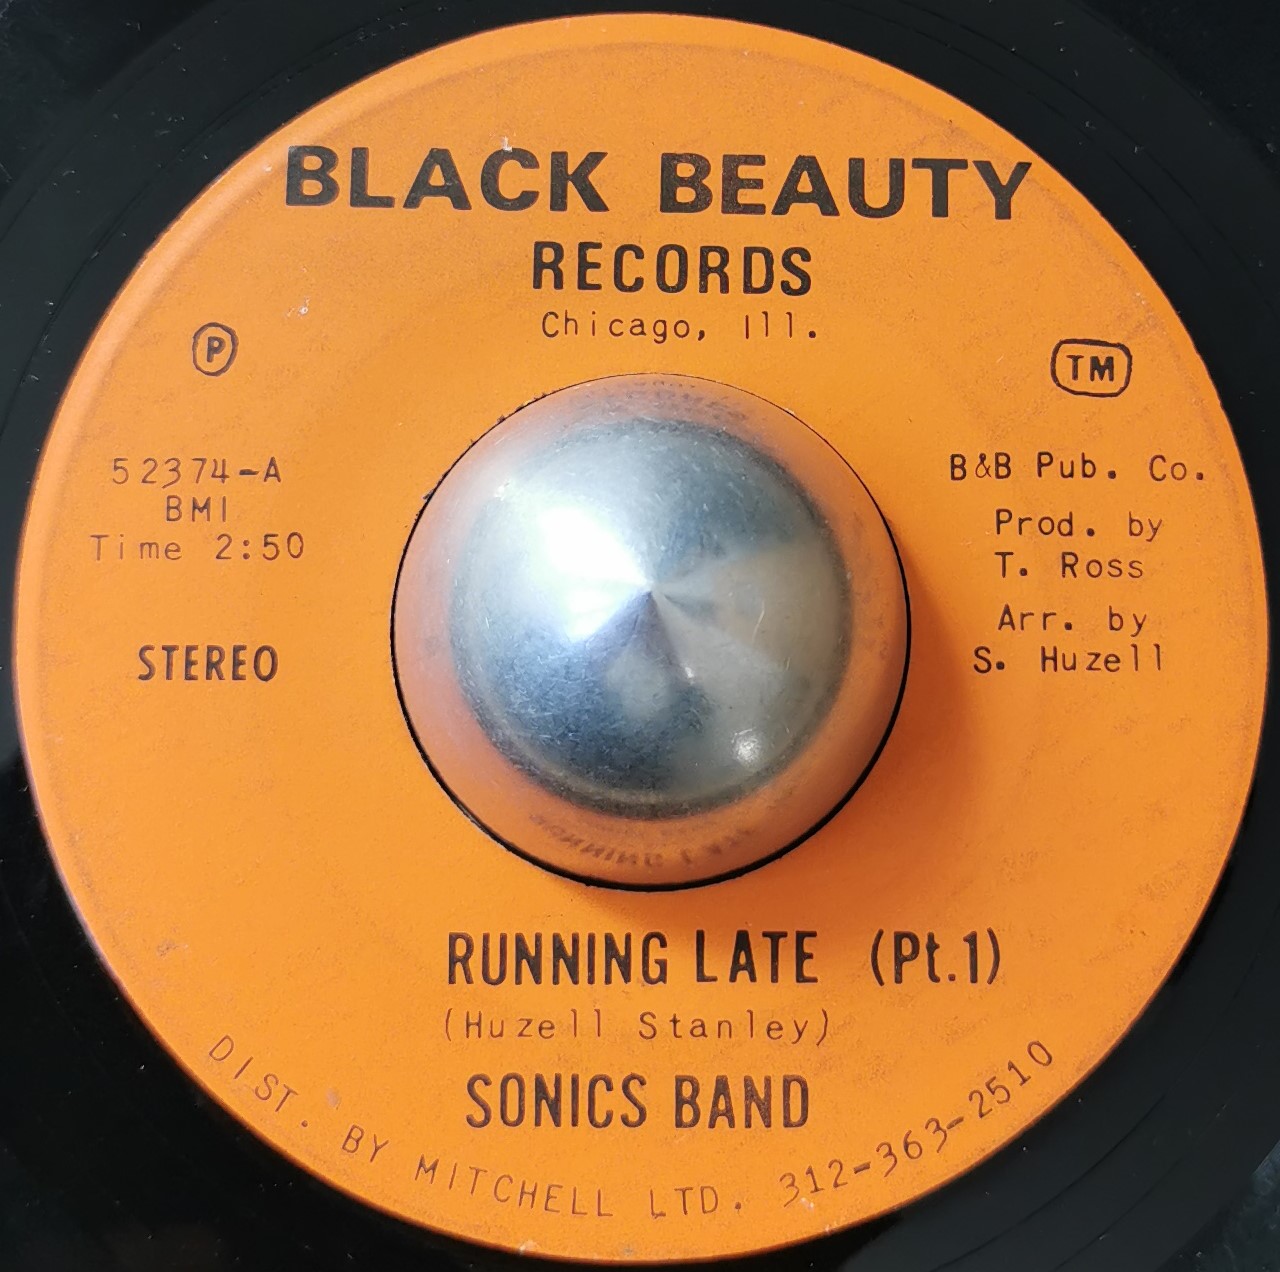 BLACK BEAUTY
RECORDS
Chicago, Ill.
Ⓟ
TM
52374-A
BMI
Time 2:50
STEREO
B&B Pub. Co.
Prod. by
T. Ross
Arr. by
S. Huzell
RUNNING LATE (Pt.1)
(Huzell Stanley)
SONICS BAND
DIST. BY MITCHELL LTD. 312-363-2510